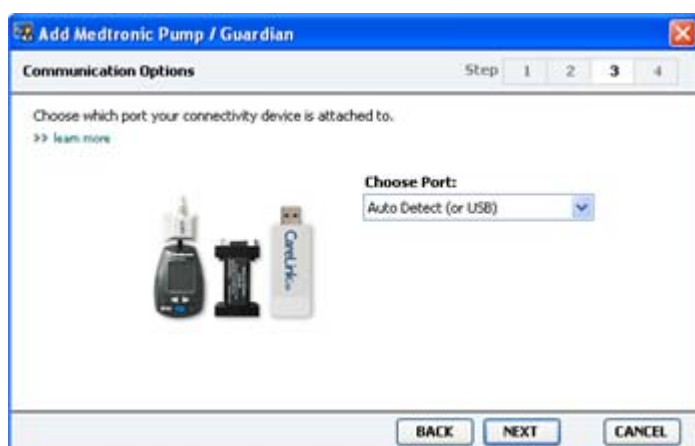 Add Medtronic Pump / Guardian
Communication Options
Step 1 2 3 4
Choose which port your connectivity device is attached to.
>> learn more
Choose Port:
Auto Detect (or USB)
CareLink
BACK NEXT CANCEL